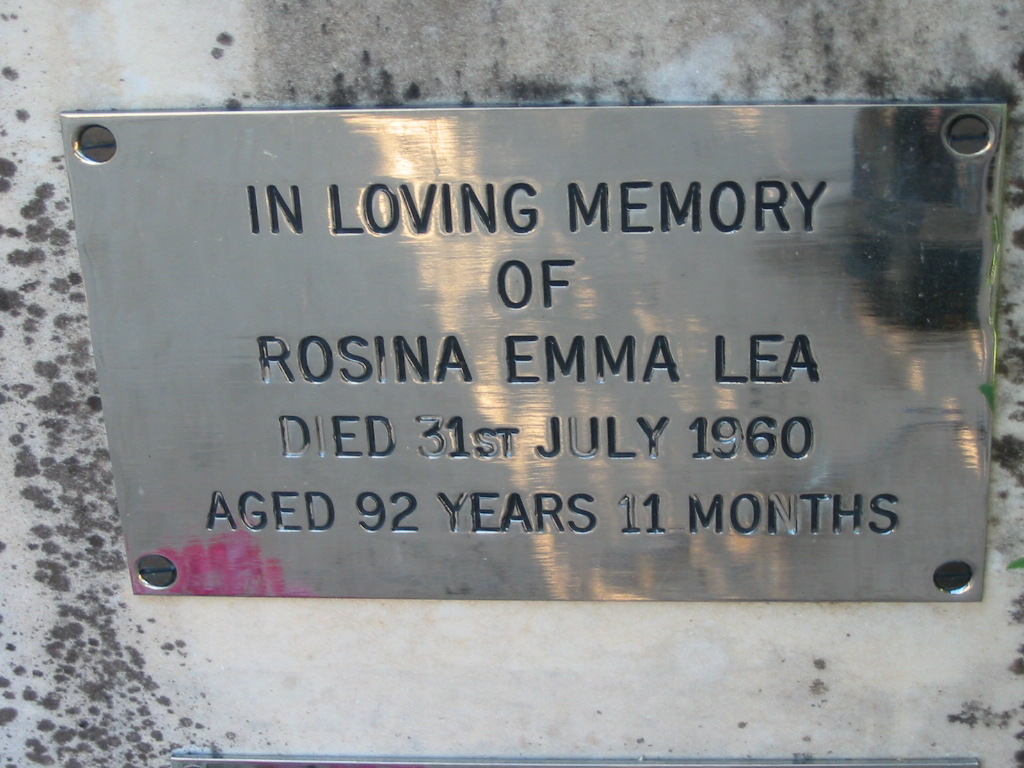 IN LOVING MEMORY
OF
ROSINA EMMA LEA
DIED 31ST JULY 1960
AGED 92 YEARS 11 MONTHS